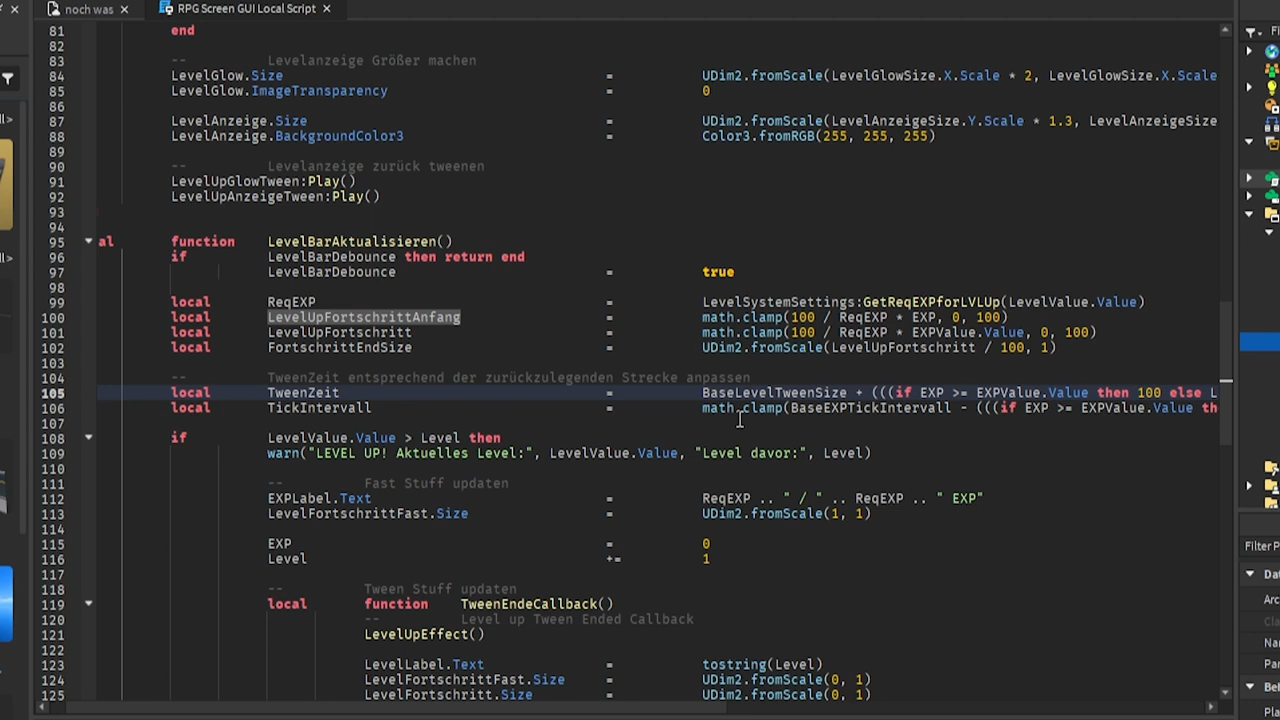 noch was
RPG Screen GUI Local Script
81 end
82
83 -- Levelanzeige Größer machen
84 LevelGlow.Size = UDim2.fromScale(LevelGlowSize.X.Scale * 2, LevelGlowSize.X.Scale
85 LevelGlow.ImageTransparency = 0
86
87 LevelAnzeige.Size = UDim2.fromScale(LevelAnzeigeSize.Y.Scale * 1.3, LevelAnzeigeSize
88 LevelAnzeige.BackgroundColor3 = Color3.fromRGB(255, 255, 255)
89
90 -- Levelanzeige zurück tweenen
91 LevelUpGlowTween:Play()
92 LevelUpAnzeigeTween:Play()
93
94
95 al function LevelBarAktualisieren()
96 if LevelBarDebounce then return end
97 LevelBarDebounce = true
98
99 local ReqEXP = LevelSystemSettings:GetReqEXPforLVLUp(LevelValue.Value)
100 local LevelUpFortschrittAnfang = math.clamp(100 / ReqEXP * EXP, 0, 100)
101 local LevelUpFortschritt = math.clamp(100 / ReqEXP * EXPValue.Value, 0, 100)
102 local FortschrittEndSize = UDim2.fromScale(LevelUpFortschritt / 100, 1)
103
104 -- TweenZeit entsprechend der zurückzulegenden Strecke anpassen
105 local TweenZeit = BaseLevelTweenSize + (((if EXP >= EXPValue.Value then 100 else L
106 local TickIntervall = math.clamp(BaseEXPTickIntervall - (((if EXP >= EXPValue.Value th
107
108 if LevelValue.Value > Level then
109 warn("LEVEL UP! Aktuelles Level:", LevelValue.Value, "Level davor:", Level)
110
111 -- Fast Stuff updaten
112 EXPLabel.Text = ReqEXP .. " / " .. ReqEXP .. " EXP"
113 LevelFortschrittFast.Size = UDim2.fromScale(1, 1)
114
115 EXP = 0
116 Level += 1
117
118 -- Tween Stuff updaten
119 local function TweenEndeCallback()
120 -- Level up Tween Ended Callback
121 LevelUpEffect()
122
123 LevelLabel.Text = tostring(Level)
124 LevelFortschrittFast.Size = UDim2.fromScale(0, 1)
125 LevelFortschritt.Size = UDim2.fromScale(0, 1)
Fi
Filter P
Da
Arc
Cla
Na
Par
Bel
Pla